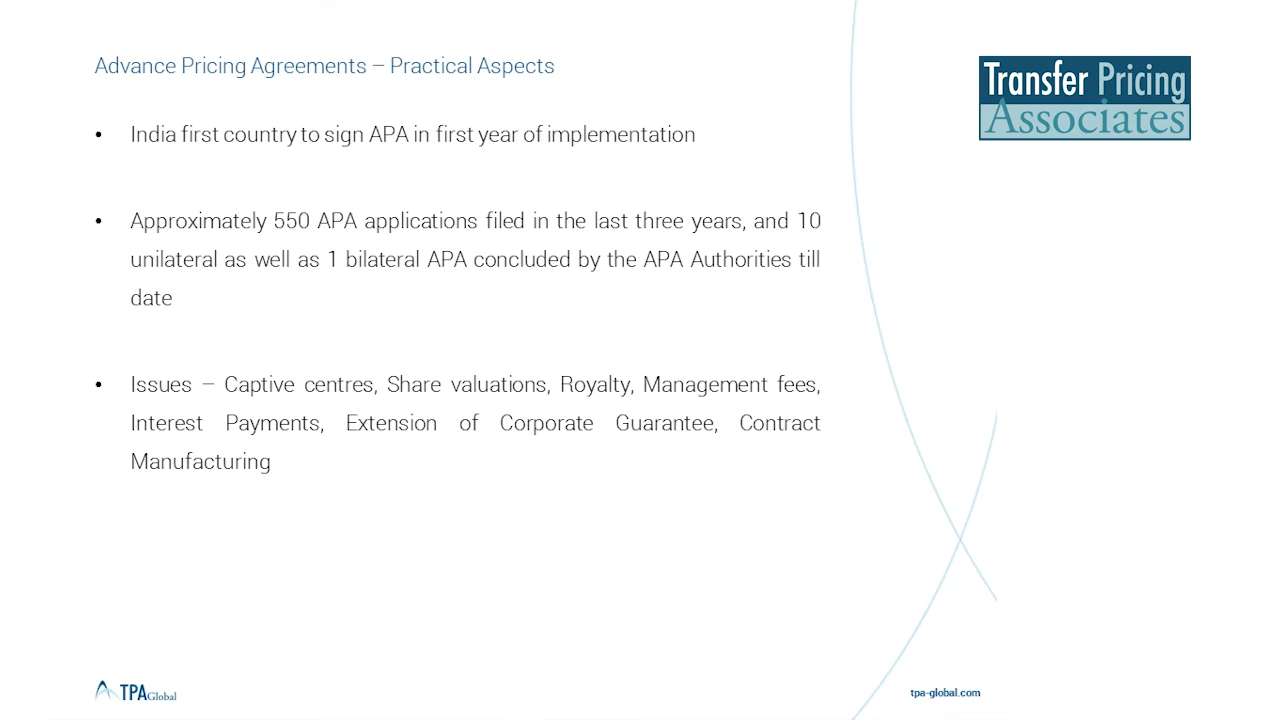 Advance Pricing Agreements – Practical Aspects
Transfer Pricing
Associates
• India first country to sign APA in first year of implementation
• Approximately 550 APA applications filed in the last three years, and 10
unilateral as well as 1 bilateral APA concluded by the APA Authorities till
date
• Issues – Captive centres, Share valuations, Royalty, Management fees,
Interest Payments, Extension of Corporate Guarantee, Contract
Manufacturing
TPA Global
tpa-global.com